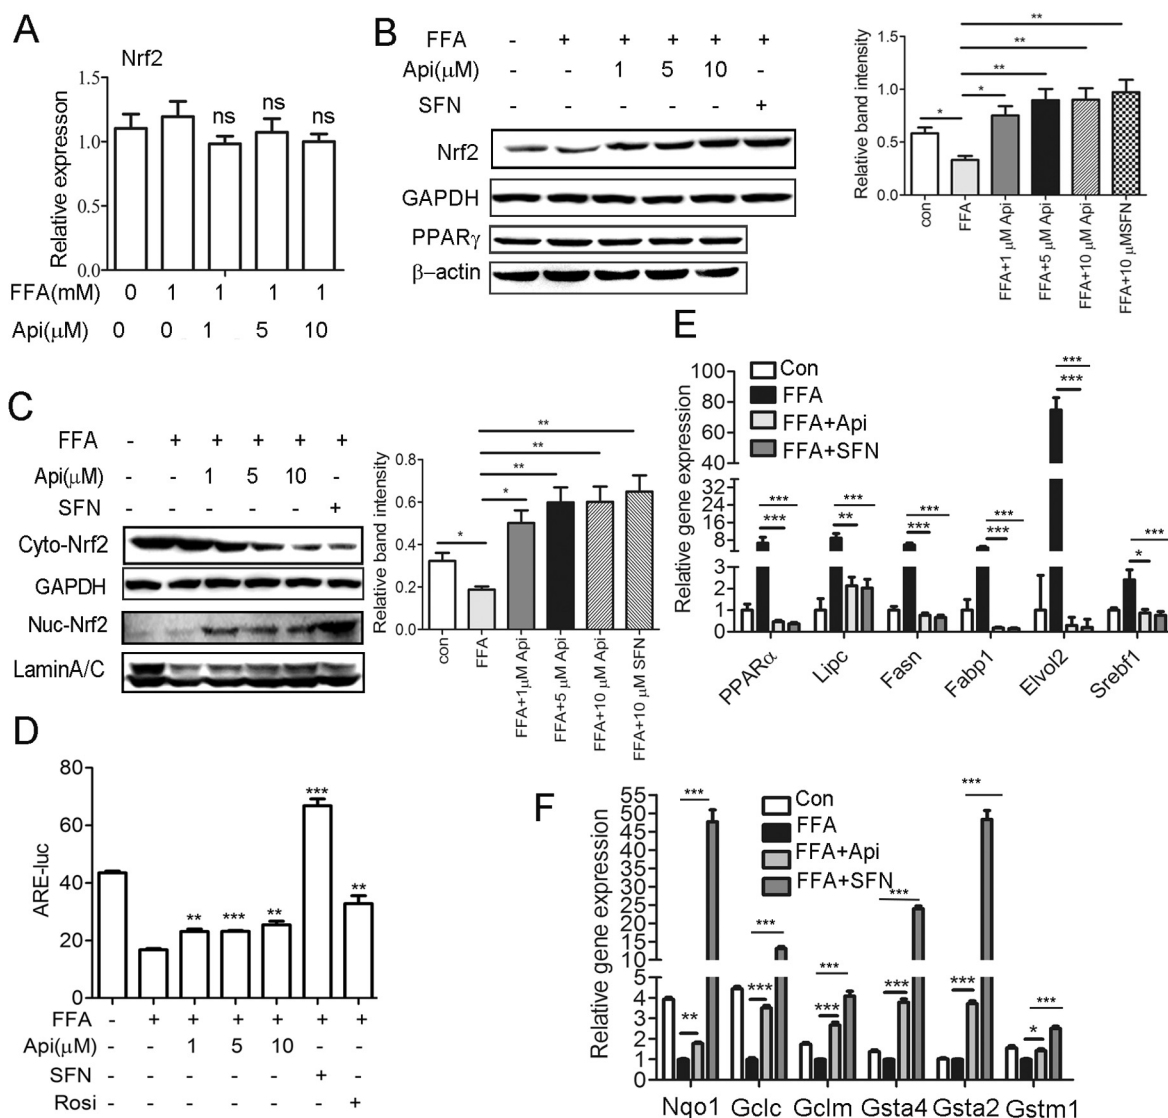 A
Nrf2
Relative expresson
1.5
1.0
0.5
0.0
ns ns ns
FFA(mM) 0 1 1 1 1
Api(μM) 0 0 1 5 10
B
FFA - + + + + +
Api(μM) - - 1 5 10 -
SFN - - - - - +
Nrf2
GAPDH
PPARγ
β-actin
Relative band intensity
1.5
1.0
0.5
0.0
* * ** ** **
con
FFA
FFA+1 μM Api
FFA+5 μM Api
FFA+10 μM Api
FFA+10 μMSFN
C
FFA - + + + + +
Api(μM) - - 1 5 10 -
SFN - - - - - +
Cyto-Nrf2
GAPDH
Nuc-Nrf2
LaminA/C
Relative band intensity
0.8
0.6
0.4
0.2
0.0
* * ** ** **
con
FFA
FFA+1μM Api
FFA+5 μM Api
FFA+10 μM Api
FFA+10 μM SFN
D
ARE-luc
80
60
40
20
0
** *** ** *** **
FFA - + + + + + +
Api(μM) - - 1 5 10 - -
SFN - - - - - + -
Rosi - - - - - - +
E
Con
FFA
FFA+Api
FFA+SFN
Relative gene expression
100
80
60
40
32
24
16
8
3
2
1
0
*** *** *** *** *** ***
*** ** *** *** *** *
PPARα Lipc Fasn Fabp1 Elvol2 Srebf1
F
Con
FFA
FFA+Api
FFA+SFN
Relative gene expression
55
50
45
40
35
30
25
20
15
10
5
4
3
2
1
0
*** *** *** *** *** ***
** *** *** *** *** *
Nqo1 Gclc Gclm Gsta4 Gsta2 Gstm1